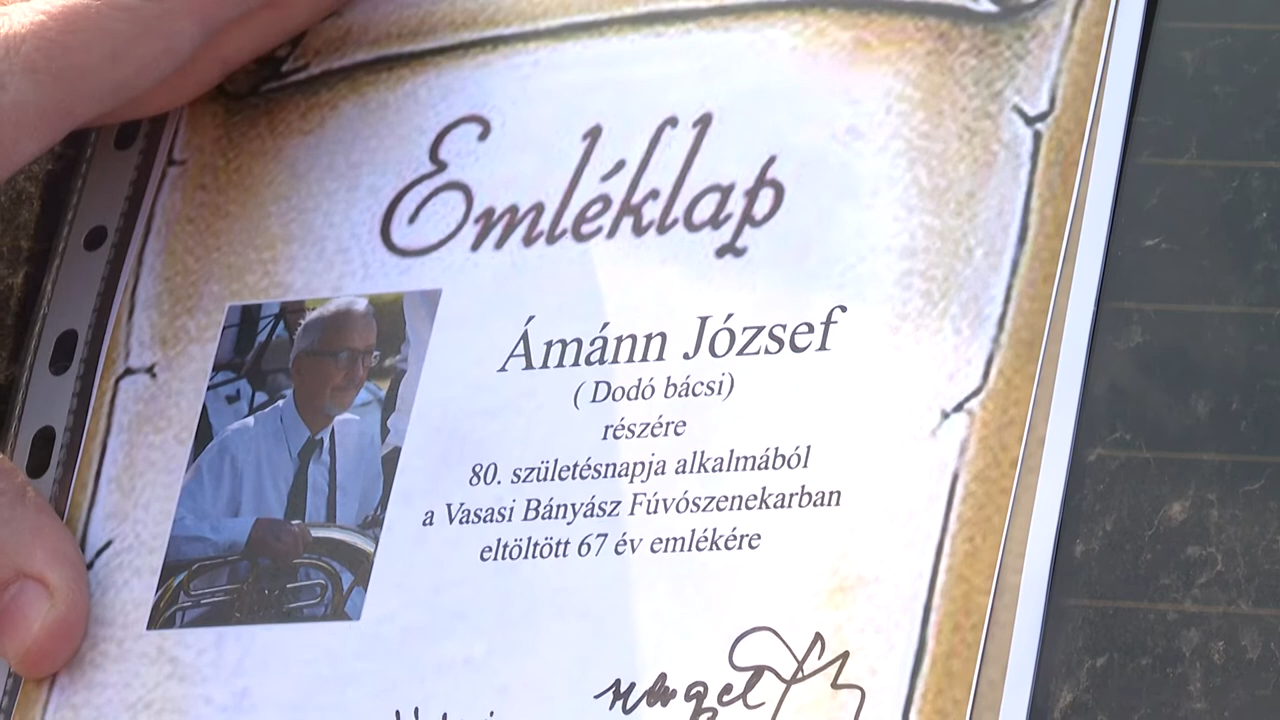 Emléklap
Ámánn József
( Dodó bácsi)
részére
80. születésnapja alkalmából
a Vasasi Bányász Fúvószenekarban
eltöltött 67 év emlékére